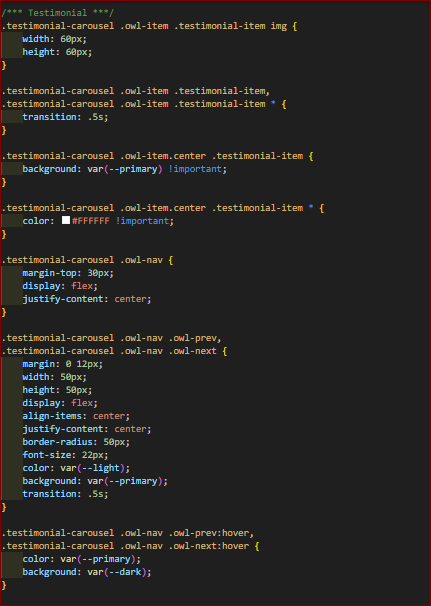 /*** Testimonial ***/
.testimonial-carousel .owl-item .testimonial-item img {
    width: 60px;
    height: 60px;
}

.testimonial-carousel .owl-item .testimonial-item,
.testimonial-carousel .owl-item .testimonial-item * {
    transition: .5s;
}

.testimonial-carousel .owl-item.center .testimonial-item {
    background: var(--primary) !important;
}

.testimonial-carousel .owl-item.center .testimonial-item * {
    color: #FFFFFF !important;
}

.testimonial-carousel .owl-nav {
    margin-top: 30px;
    display: flex;
    justify-content: center;
}

.testimonial-carousel .owl-nav .owl-prev,
.testimonial-carousel .owl-nav .owl-next {
    margin: 0 12px;
    width: 50px;
    height: 50px;
    display: flex;
    align-items: center;
    justify-content: center;
    border-radius: 50px;
    font-size: 22px;
    color: var(--light);
    background: var(--primary);
    transition: .5s;
}

.testimonial-carousel .owl-nav .owl-prev:hover,
.testimonial-carousel .owl-nav .owl-next:hover {
    color: var(--primary);
    background: var(--dark);
}